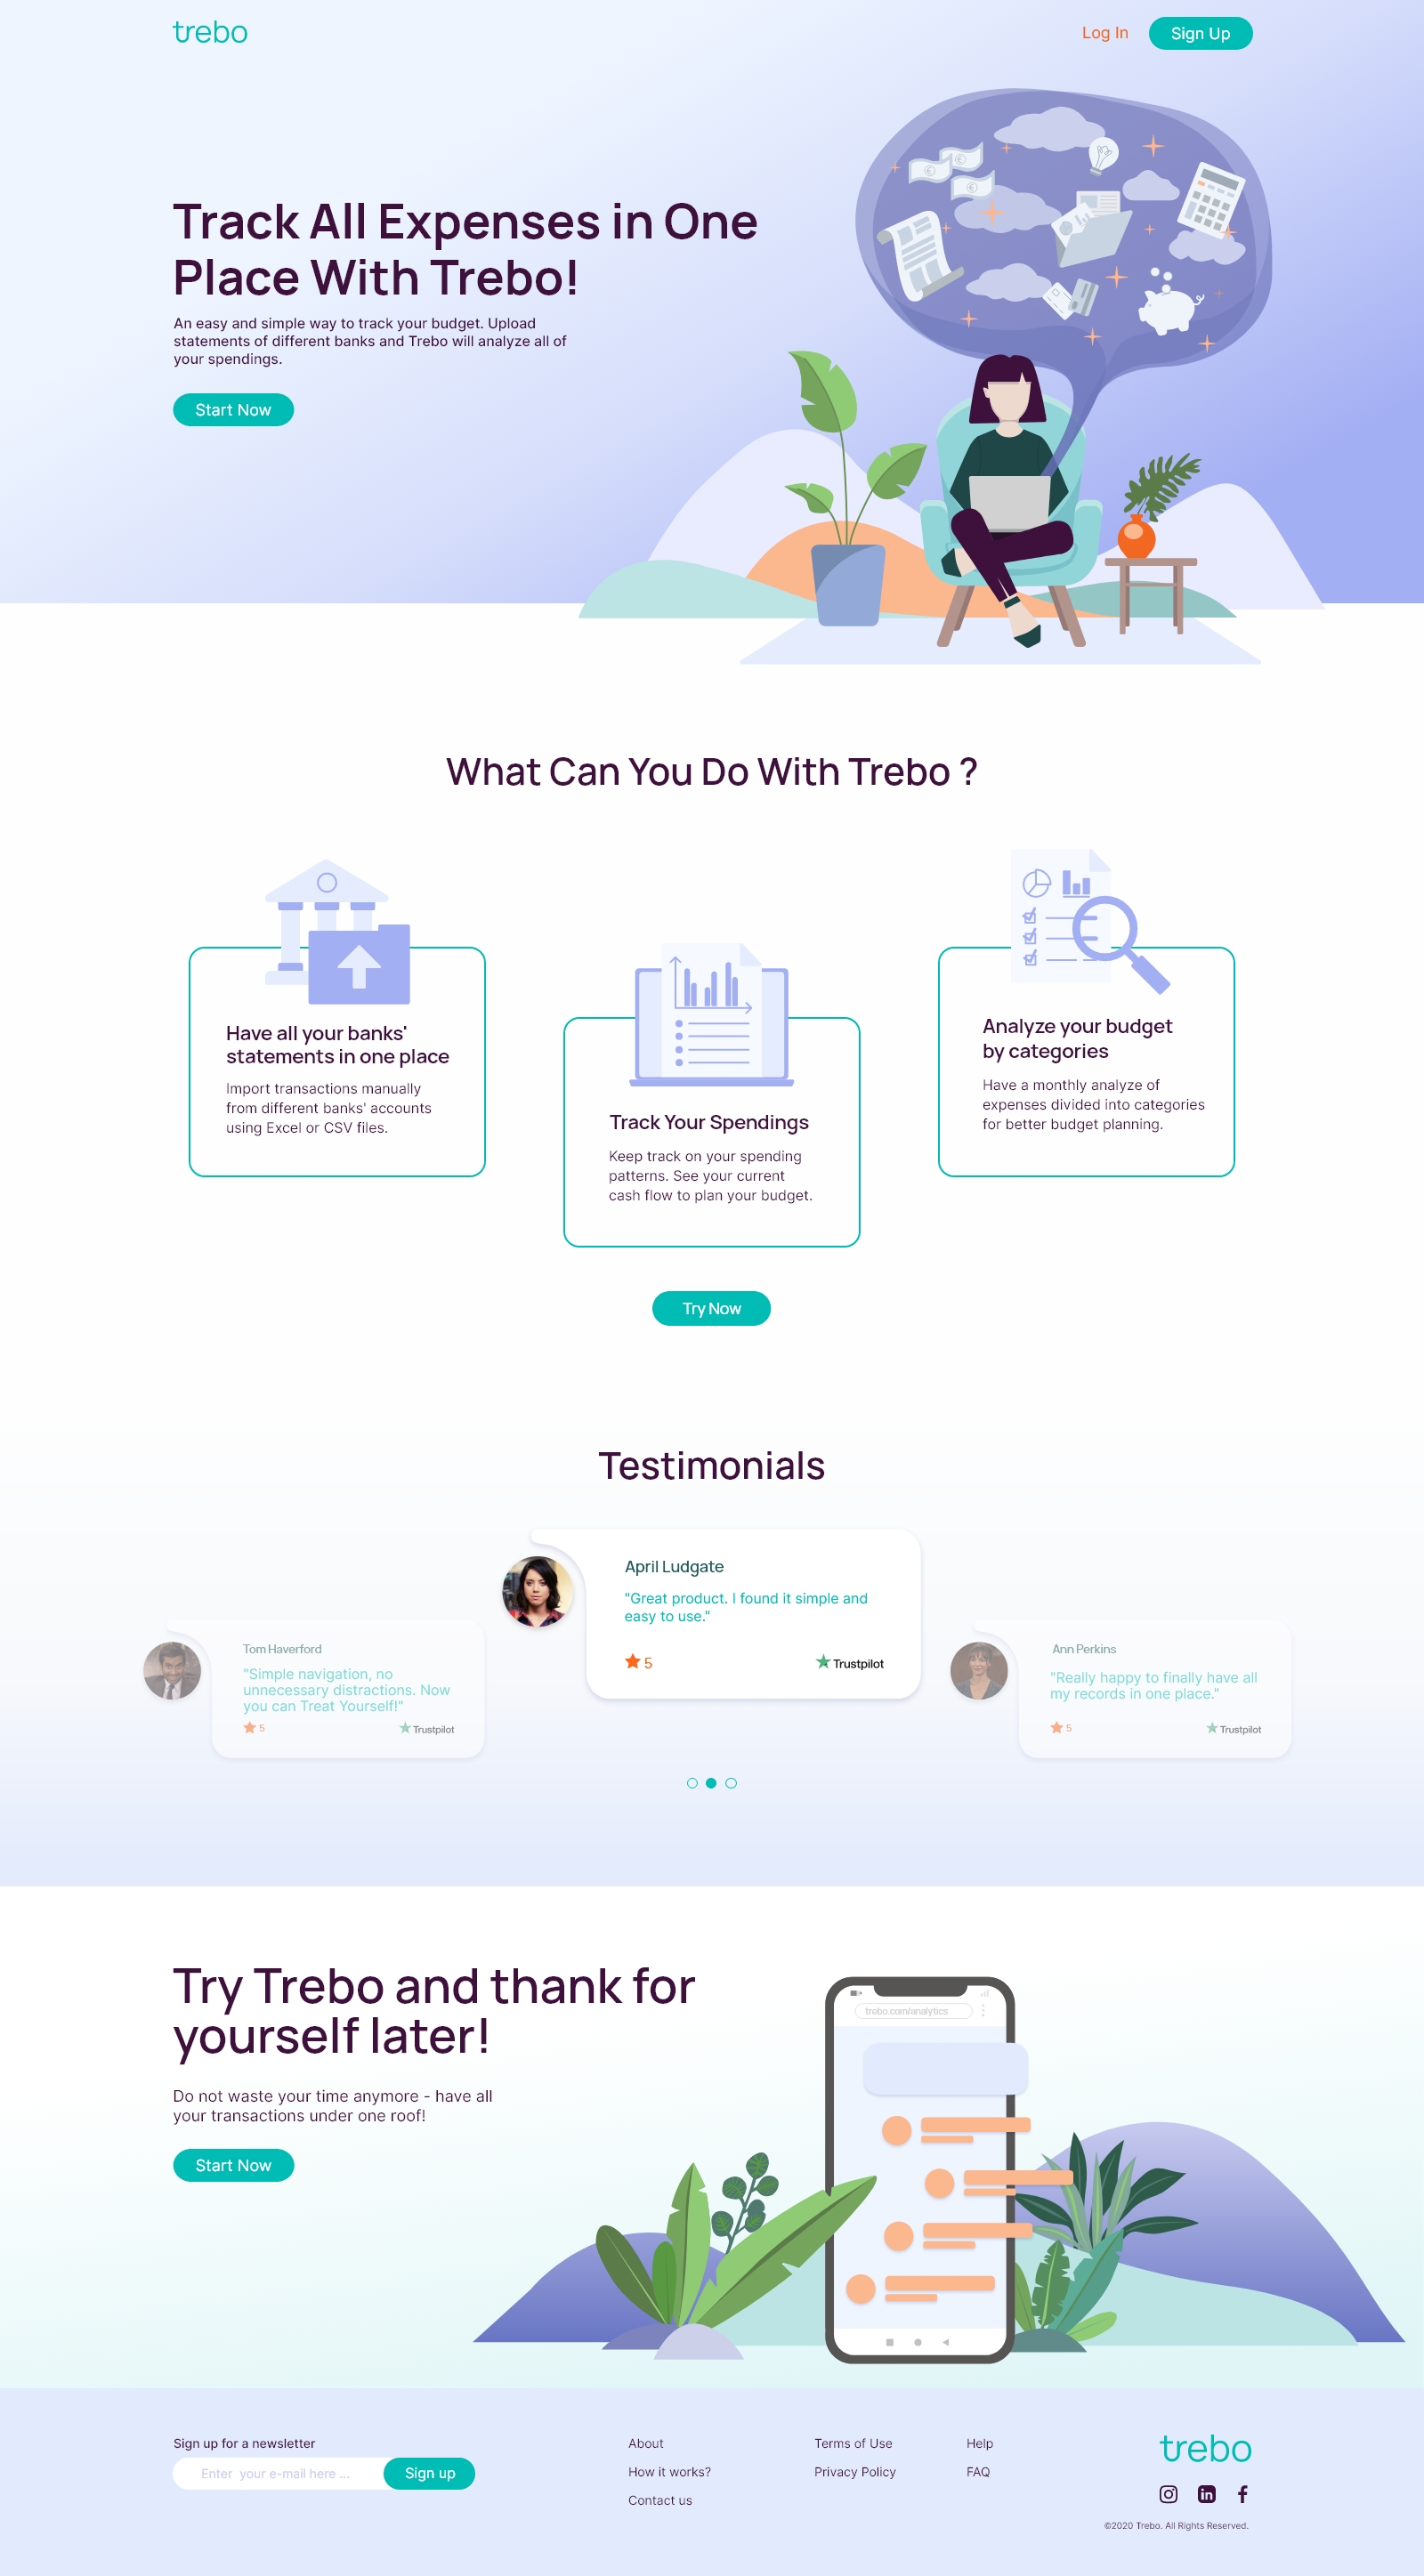 trebo
Log In
Sign Up
Track All Expenses in One
Place With Trebo!
An easy and simple way to track your budget. Upload
statements of different banks and Trebo will analyze all of
your spendings.
Start Now
What Can You Do With Trebo ?
Have all your banks'
statements in one place
Import transactions manually
from different banks' accounts
using Excel or CSV files.
Track Your Spendings
Keep track on your spending
patterns. See your current
cash flow to plan your budget.
Analyze your budget
by categories
Have a monthly analyze of
expenses divided into categories
for better budget planning.
Try Now
Testimonials
Tom Haverford
"Simple navigation, no
unnecessary distractions. Now
you can Treat Yourself!"
5
Trustpilot
April Ludgate
"Great product. I found it simple and
easy to use."
5
Trustpilot
Ann Perkins
"Really happy to finally have all
my records in one place."
5
Trustpilot
Try Trebo and thank for
yourself later!
Do not waste your time anymore - have all
your transactions under one roof!
Start Now
trebo.com/analytics
Sign up for a newsletter
Enter your e-mail here ...
Sign up
About
How it works?
Contact us
Terms of Use
Privacy Policy
Help
FAQ
trebo
©2020 Trebo. All Rights Reserved.